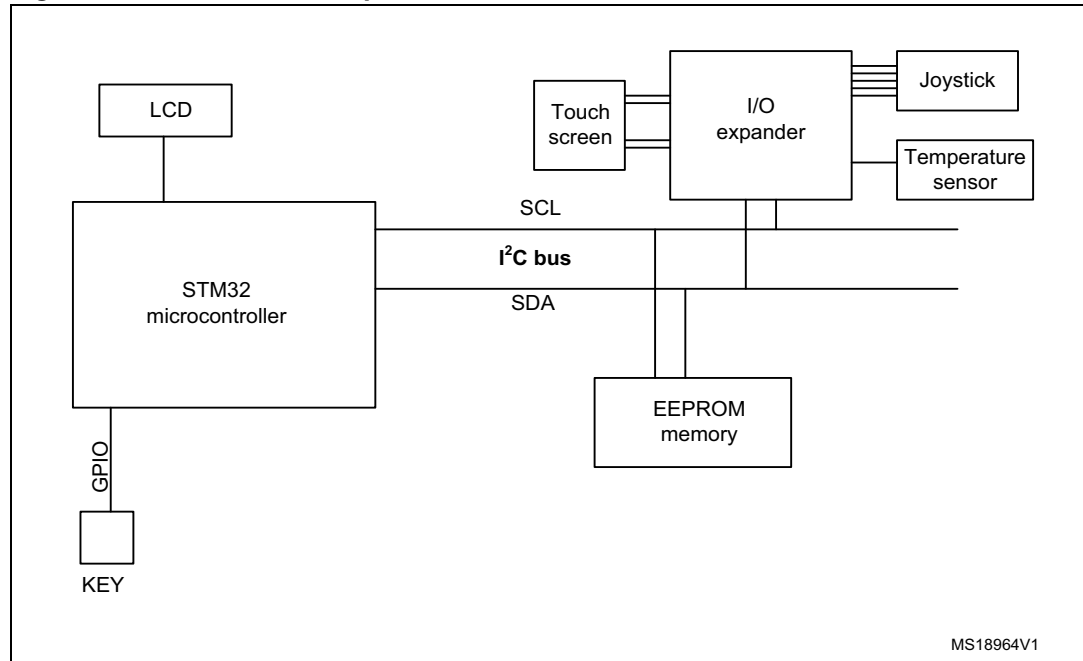 LCD
Touch
screen
I/O
expander
Joystick
Temperature
sensor
SCL
I²C bus
SDA
STM32
microcontroller
EEPROM
memory
GPIO
KEY
MS18964V1